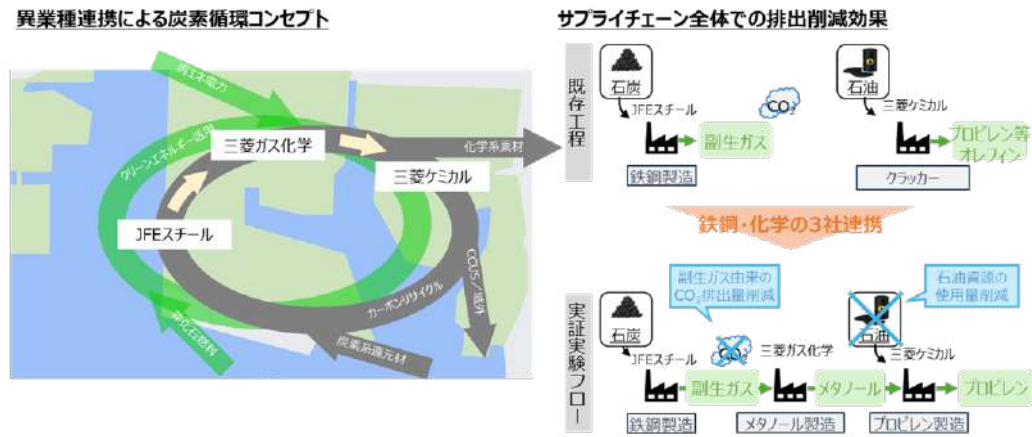 異業種連携による炭素循環コンセプト
再エネ電力
クリーンエネルギー活用
三菱ガス化学
化学系素材
三菱ケミカル
JFEスチール
カーボンリサイクル
CCUS/域外
非化石燃料
炭素系還元材
サプライチェーン全体での排出削減効果
既存工程
石炭
JFEスチール
副生ガス
鉄鋼製造
CO₂
石油
三菱ケミカル
プロピレン等
オレフィン
クラッカー
鉄鋼・化学の3社連携
実証実験フロー
副生ガス由来の
CO₂排出量削減
石油資源の
使用量削減
石炭
JFEスチール
CO₂
三菱ガス化学
石油
三菱ケミカル
副生ガス
メタノール
プロピレン
鉄鋼製造
メタノール製造
プロピレン製造